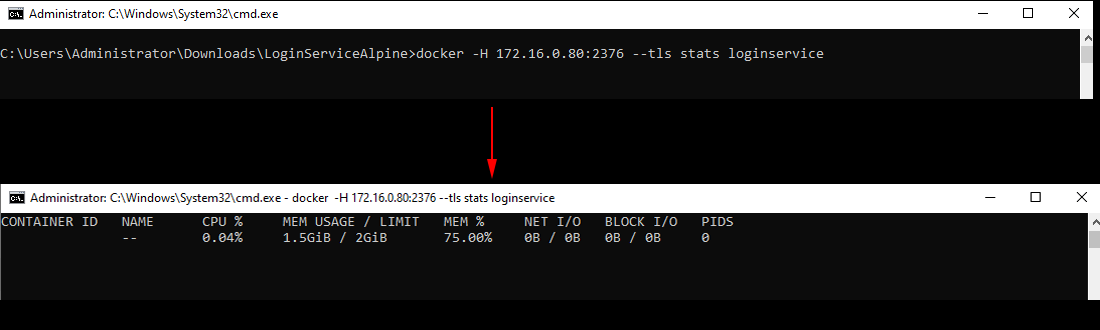 Administrator: C:\Windows\System32\cmd.exe
C:\Users\Administrator\Downloads\LoginServiceAlpine>docker -H 172.16.0.80:2376 --tls stats loginservice
Administrator: C:\Windows\System32\cmd.exe - docker -H 172.16.0.80:2376 --tls stats loginservice
CONTAINER ID NAME CPU % MEM USAGE / LIMIT MEM % NET I/O BLOCK I/O PIDS
-- 0.04% 1.5GiB / 2GiB 75.00% 0B / 0B 0B / 0B 0